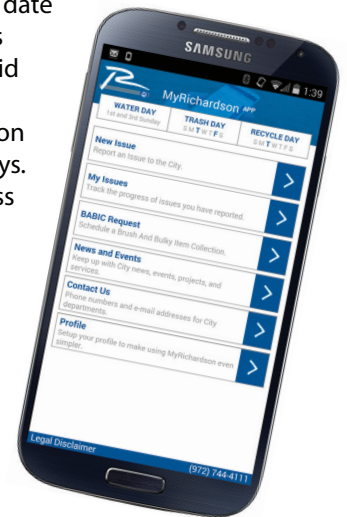 date
s
id
on
ys.
ss
SAMSUNG
1:39
R
MyRichardson APP
WATER DAY
1st and 3rd Sunday
TRASH DAY
S M T W T F S
RECYCLE DAY
S M T W T F S
New Issue
Report an Issue to the City.
My Issues
Track the progress of issues you have reported.
BABIC Request
Schedule a Brush And Bulky Item Collection.
News and Events
Keep up with City news, events, projects, and
services.
Contact Us
Phone numbers and e-mail addresses for City
departments.
Profile
Setup your profile to make using MyRichardson even
simpler.
Legal Disclaimer
(972) 744-4111